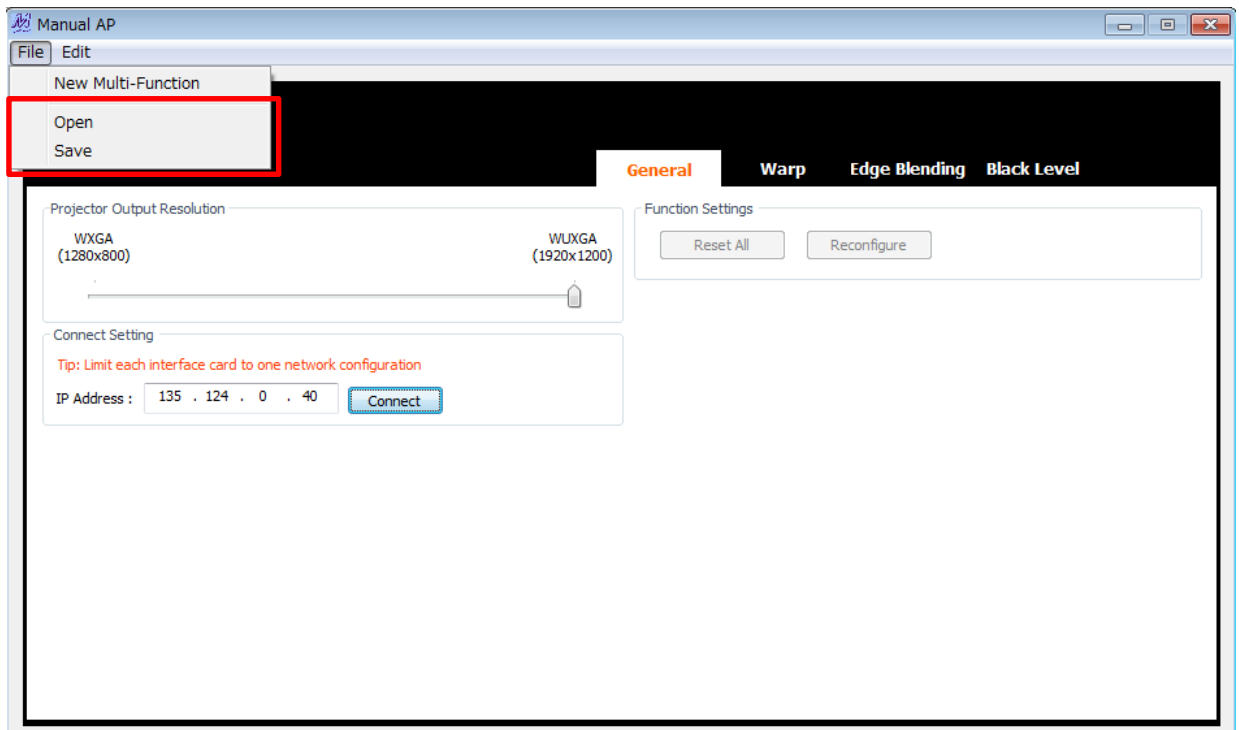 Manual AP
File Edit
New Multi-Function
Open
Save
General Warp Edge Blending Black Level
Projector Output Resolution
WXGA
(1280x800)
WUXGA
(1920x1200)
Function Settings
Reset All Reconfigure
Connect Setting
Tip: Limit each interface card to one network configuration
IP Address : 135 . 124 . 0 . 40 Connect